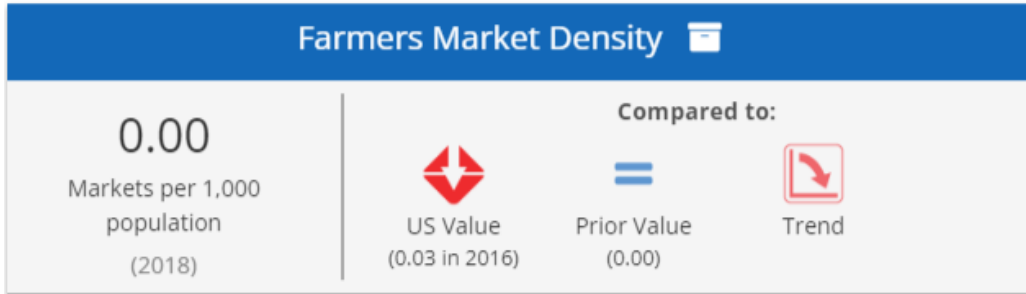 Farmers Market Density
0.00
Markets per 1,000
population
(2018)
Compared to:
US Value
(0.03 in 2016)
=
Prior Value
(0.00)
Trend